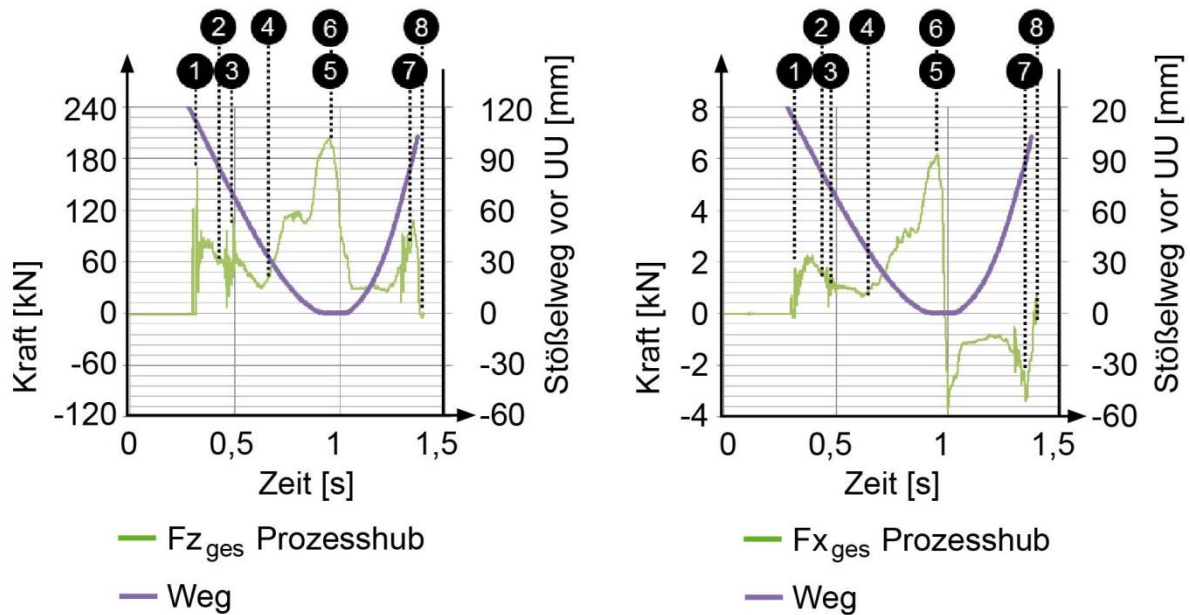 2 4 6 8
1 3 5 7
240 120
180 90
120 60
60 30
0 0
-60 -30
-120 -60
Kraft [kN]
Stößelweg vor UU [mm]
0 0,5 1 1,5
Zeit [s]
Fz ges Prozesshub
Weg
2 4 6 8
1 3 5 7
8 20
6 90
4 60
2 30
0 0
-2 -30
-4 -60
Kraft [kN]
Stößelweg vor UU [mm]
0 0,5 1 1,5
Zeit [s]
Fx ges Prozesshub
Weg